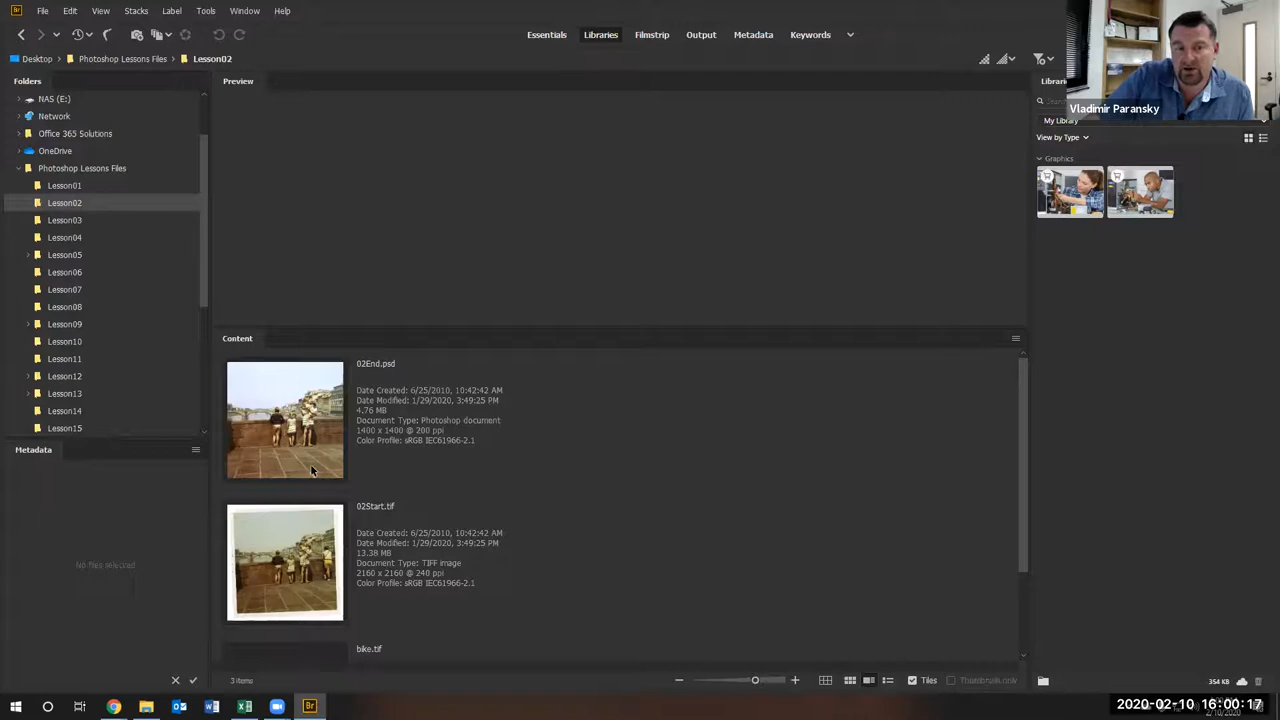 Br File Edit View Stacks Label Tools Window Help
Essentials Libraries Filmstrip Output Metadata Keywords
Desktop Photoshop Lessons Files Lesson02
Folders
NAS (E:)
Network
Office 365 Solutions
OneDrive
Photoshop Lessons Files
Lesson01
Lesson02
Lesson03
Lesson04
Lesson05
Lesson06
Lesson07
Lesson08
Lesson09
Lesson10
Lesson11
Lesson12
Lesson13
Lesson14
Lesson15
Metadata
No files selected
Preview
Content
02End.psd
Date Created: 6/25/2010, 10:42:42 AM
Date Modified: 1/29/2020, 3:49:25 PM
4.76 MB
Document Type: Photoshop document
1400 x 1400 @ 200 ppi
Color Profile: sRGB IEC61966-2.1
02Start.tif
Date Created: 6/25/2010, 10:42:42 AM
Date Modified: 1/29/2020, 3:49:25 PM
13.38 MB
Document Type: TIFF image
2160 x 2160 @ 240 ppi
Color Profile: sRGB IEC61966-2.1
bike.tif
3 items
Tiles Thumbnails only
Vladimir Paransky
My Library
View by Type
Graphics
354 KB
Br
2020-02-10 16:00:17